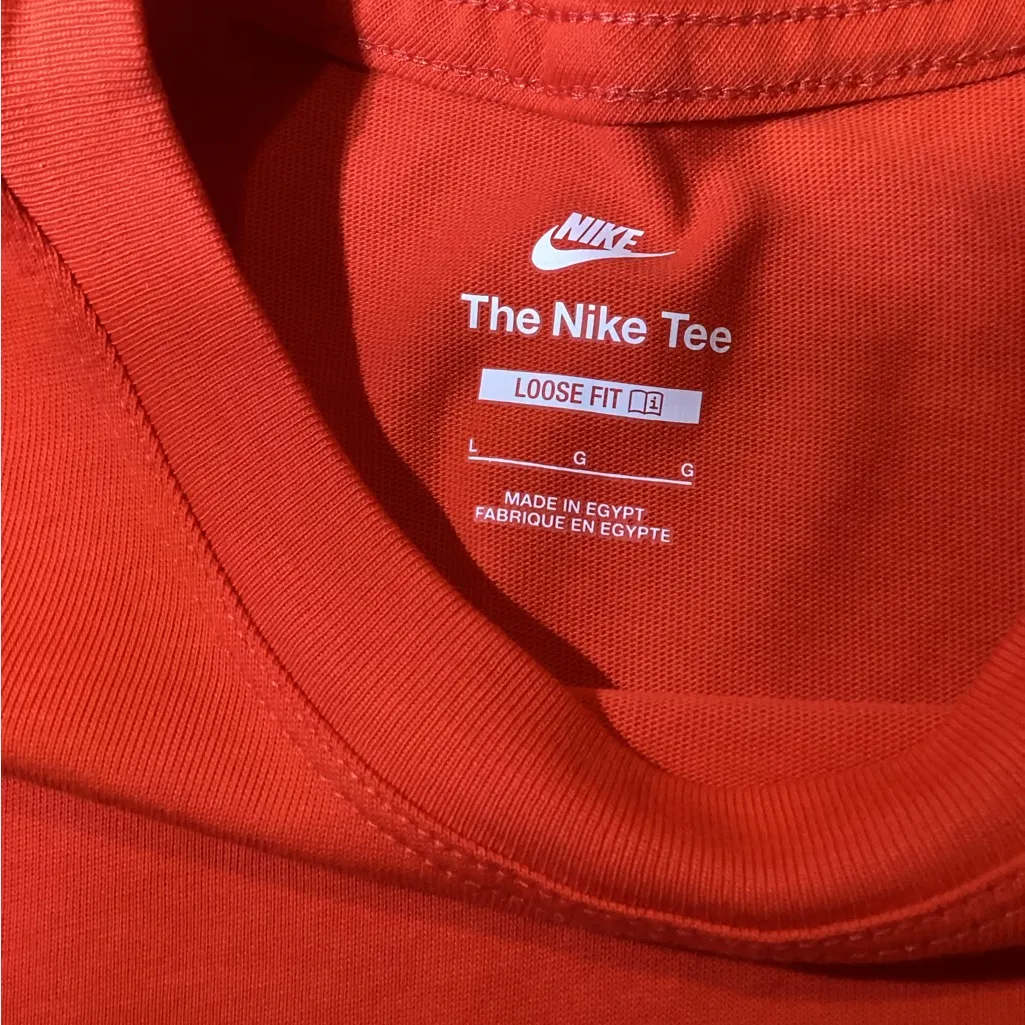 NIKE
The Nike Tee
LOOSE FIT i
L G G
MADE IN EGYPT
FABRIQUE EN EGYPTE